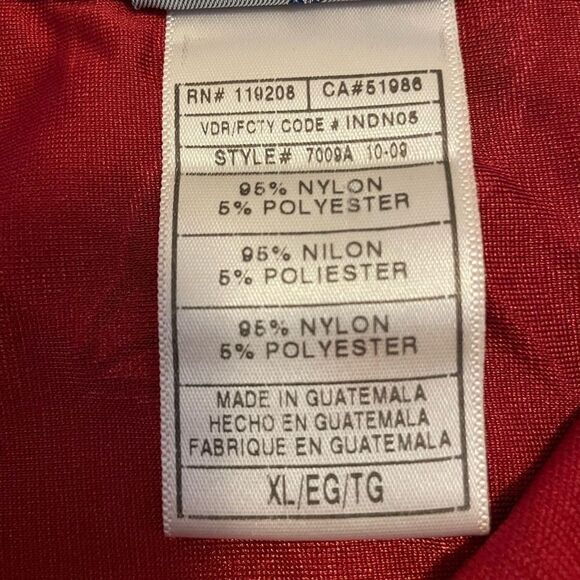 RN# 119208 CA#51986
VDR/FCTY CODE # INDN05
STYLE# 7009A 10-09
95% NYLON
5% POLYESTER
95% NILON
5% POLIESTER
95% NYLON
5% POLYESTER
MADE IN GUATEMALA
HECHO EN GUATEMALA
FABRIQUE EN GUATEMALA
XL/EG/TG